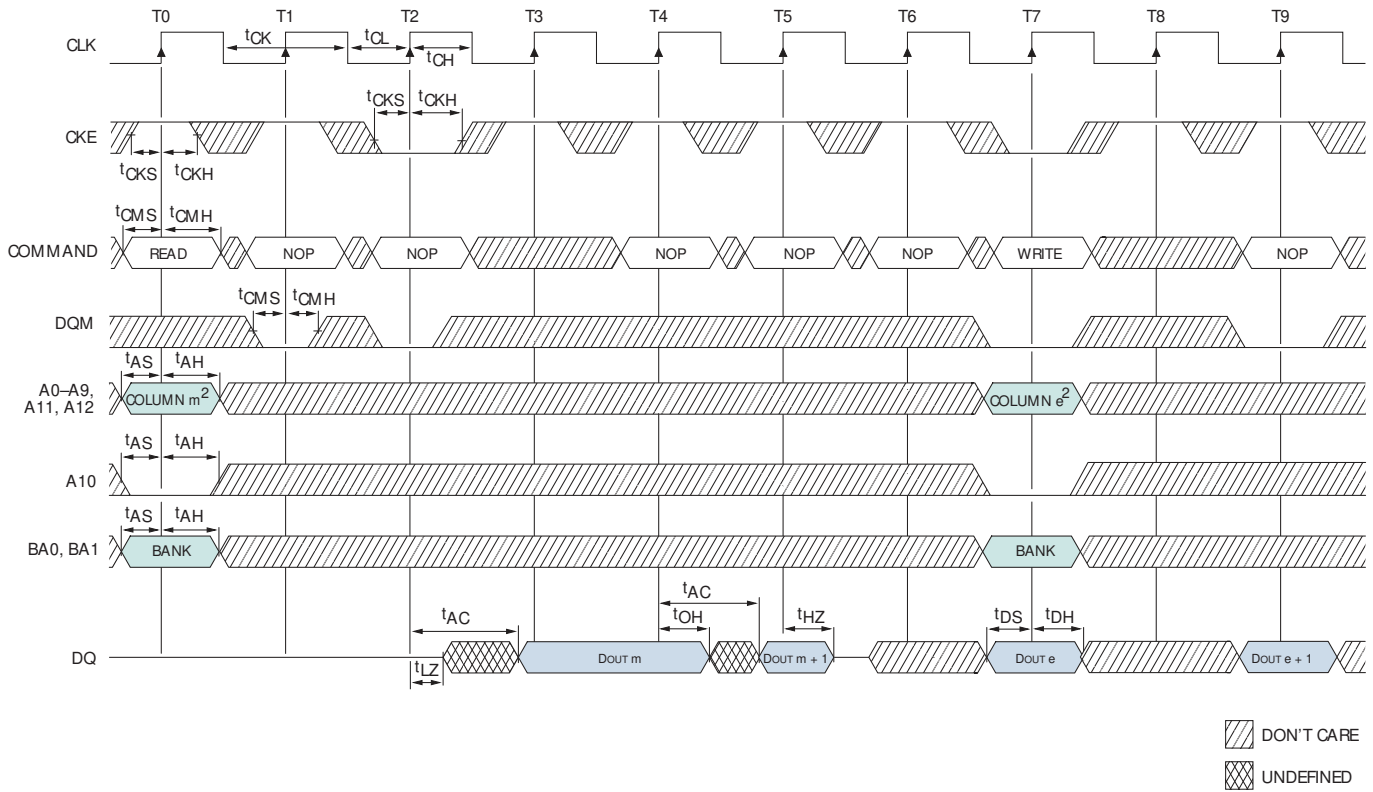 T0 T1 T2 T3 T4 T5 T6 T7 T8 T9
CLK
tCK tCL
tCH
tCKS tCKH
CKE
tCKS tCKH
tCMS tCMH
COMMAND READ NOP NOP NOP NOP NOP WRITE NOP
tCMS tCMH
DQM
tAS tAH
A0–A9,
A11, A12
COLUMN m2 COLUMN e2
tAS tAH
A10
tAS tAH
BA0, BA1 BANK BANK
tAC
tAC tOH tHZ tDS tDH
DQ DOUT m DOUT m + 1 DOUT e DOUT e + 1
tLZ
DON'T CARE
UNDEFINED